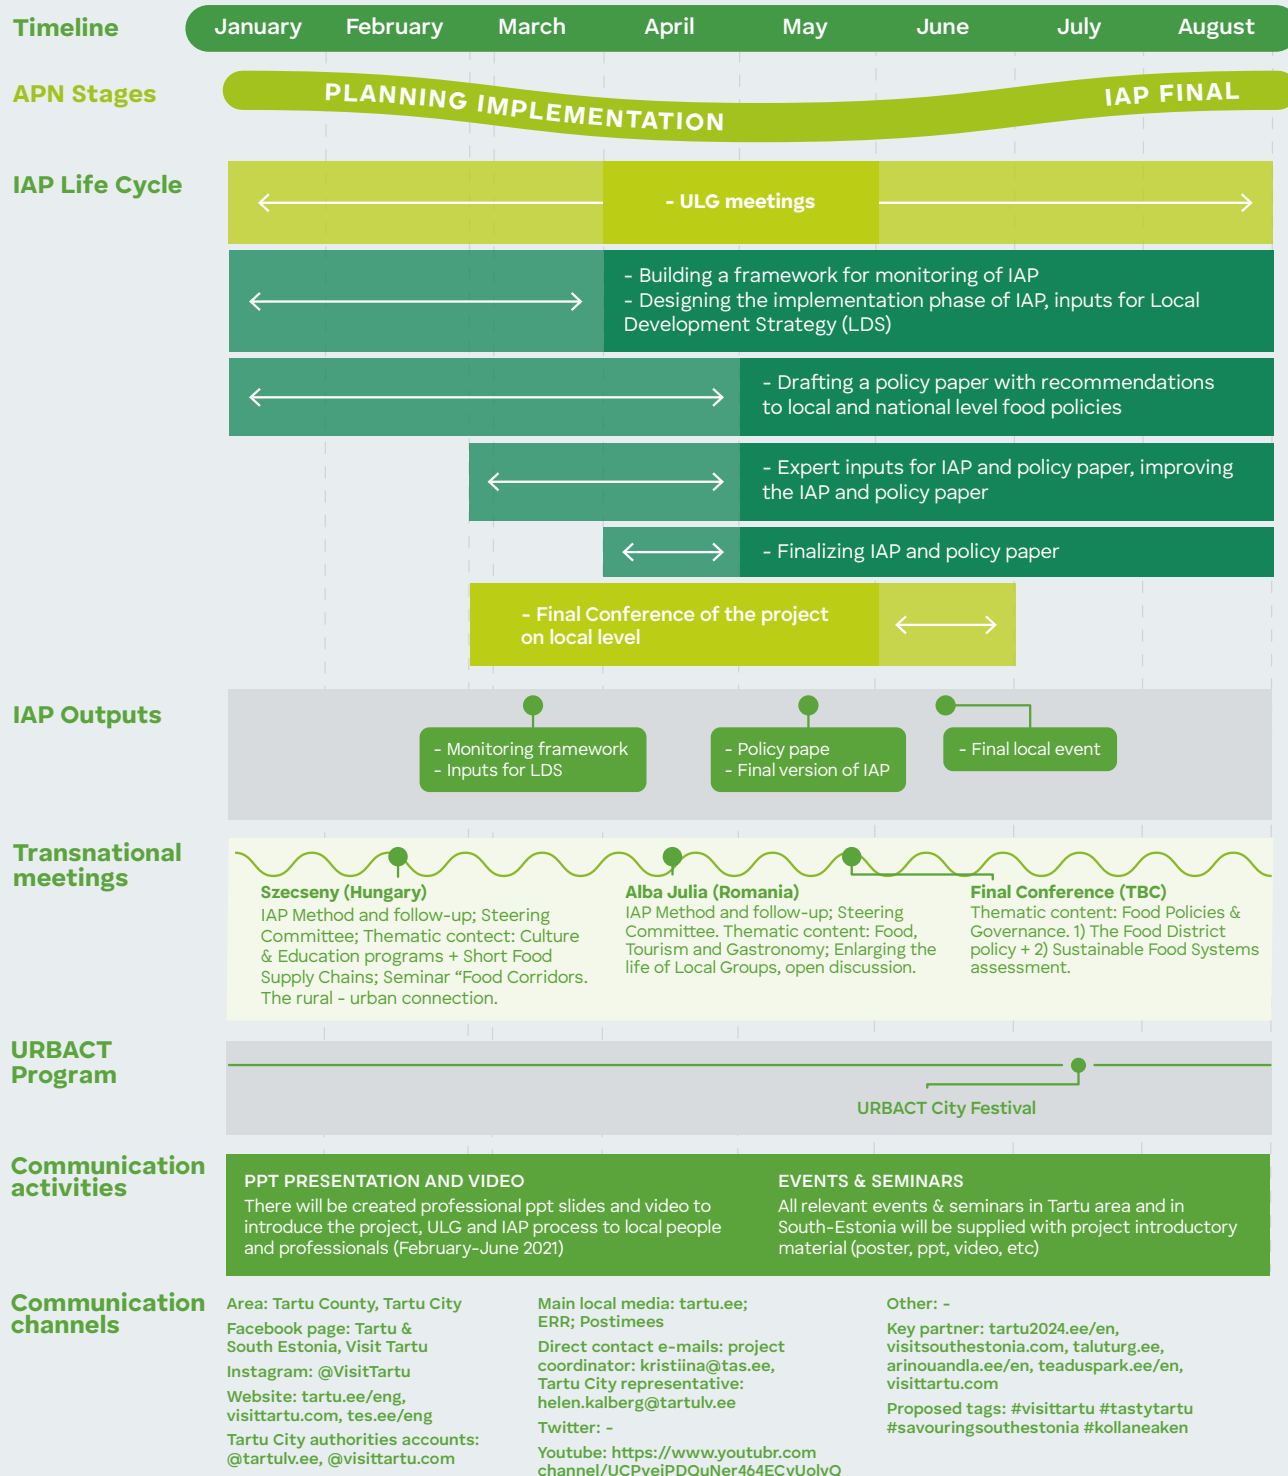 Timeline
January February March April May June July August
APN Stages
PLANNING IMPLEMENTATION
IAP FINAL
IAP Life Cycle
- ULG meetings
- Building a framework for monitoring of IAP
- Designing the implementation phase of IAP, inputs for Local
Development Strategy (LDS)
- Drafting a policy paper with recommendations
to local and national level food policies
- Expert inputs for IAP and policy paper, improving
the IAP and policy paper
- Finalizing IAP and policy paper
- Final Conference of the project
on local level
IAP Outputs
- Monitoring framework
- Inputs for LDS
- Policy pape
- Final version of IAP
- Final local event
Transnational
meetings
Szecseny (Hungary)
IAP Method and follow-up; Steering
Committee; Thematic contect: Culture
& Education programs + Short Food
Supply Chains; Seminar “Food Corridors.
The rural - urban connection.
Alba Julia (Romania)
IAP Method and follow-up; Steering
Committee. Thematic content: Food,
Tourism and Gastronomy; Enlarging the
life of Local Groups, open discussion.
Final Conference (TBC)
Thematic content: Food Policies &
Governance. 1) The Food District
policy + 2) Sustainable Food Systems
assessment.
URBACT
Program
URBACT City Festival
Communication
activities
PPT PRESENTATION AND VIDEO
There will be created professional ppt slides and video to
introduce the project, ULG and IAP process to local people
and professionals (February-June 2021)
EVENTS & SEMINARS
All relevant events & seminars in Tartu area and in
South-Estonia will be supplied with project introductory
material (poster, ppt, video, etc)
Communication
channels
Area: Tartu County, Tartu City
Facebook page: Tartu &
South Estonia, Visit Tartu
Instagram: @VisitTartu
Website: tartu.ee/eng,
visittartu.com, tes.ee/eng
Tartu City authorities accounts:
@tartulv.ee, @visittartu.com
Main local media: tartu.ee;
ERR; Postimees
Direct contact e-mails: project
coordinator: kristiina@tas.ee,
Tartu City representative:
helen.kalberg@tartulv.ee
Twitter: -
Youtube: https://www.youtubr.com
channel/UCPyeiPDQuNer464ECyUolyQ
Other: -
Key partner: tartu2024.ee/en,
visitsouthestonia.com, taluturg.ee,
arinouandla.ee/en, teaduspark.ee/en,
visittartu.com
Proposed tags: #visittartu #tastytartu
#savouringsouthestonia #kollaneaken